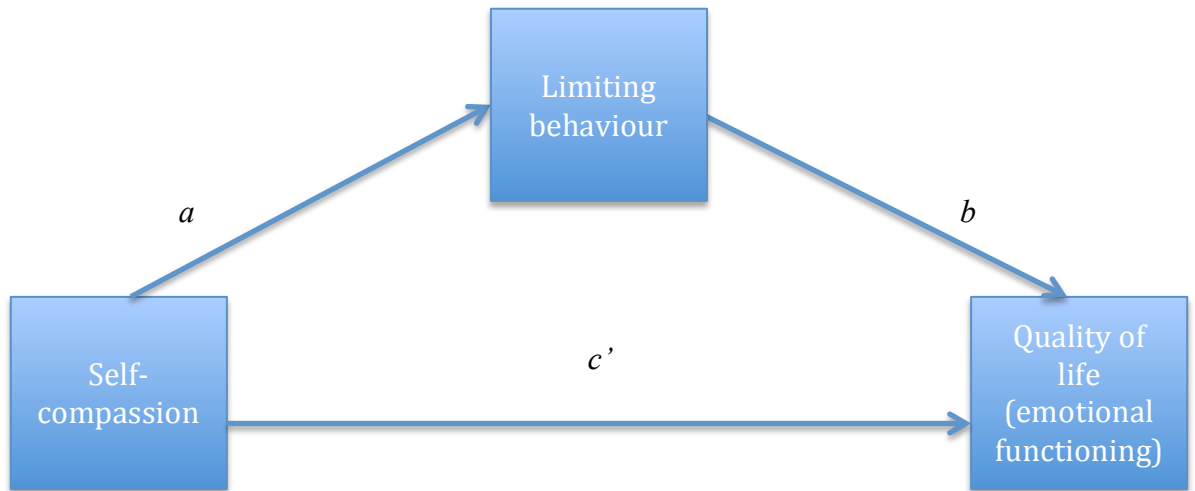 Limiting
behaviour
a
b
c’
Self-
compassion
Quality of
life
(emotional
functioning)